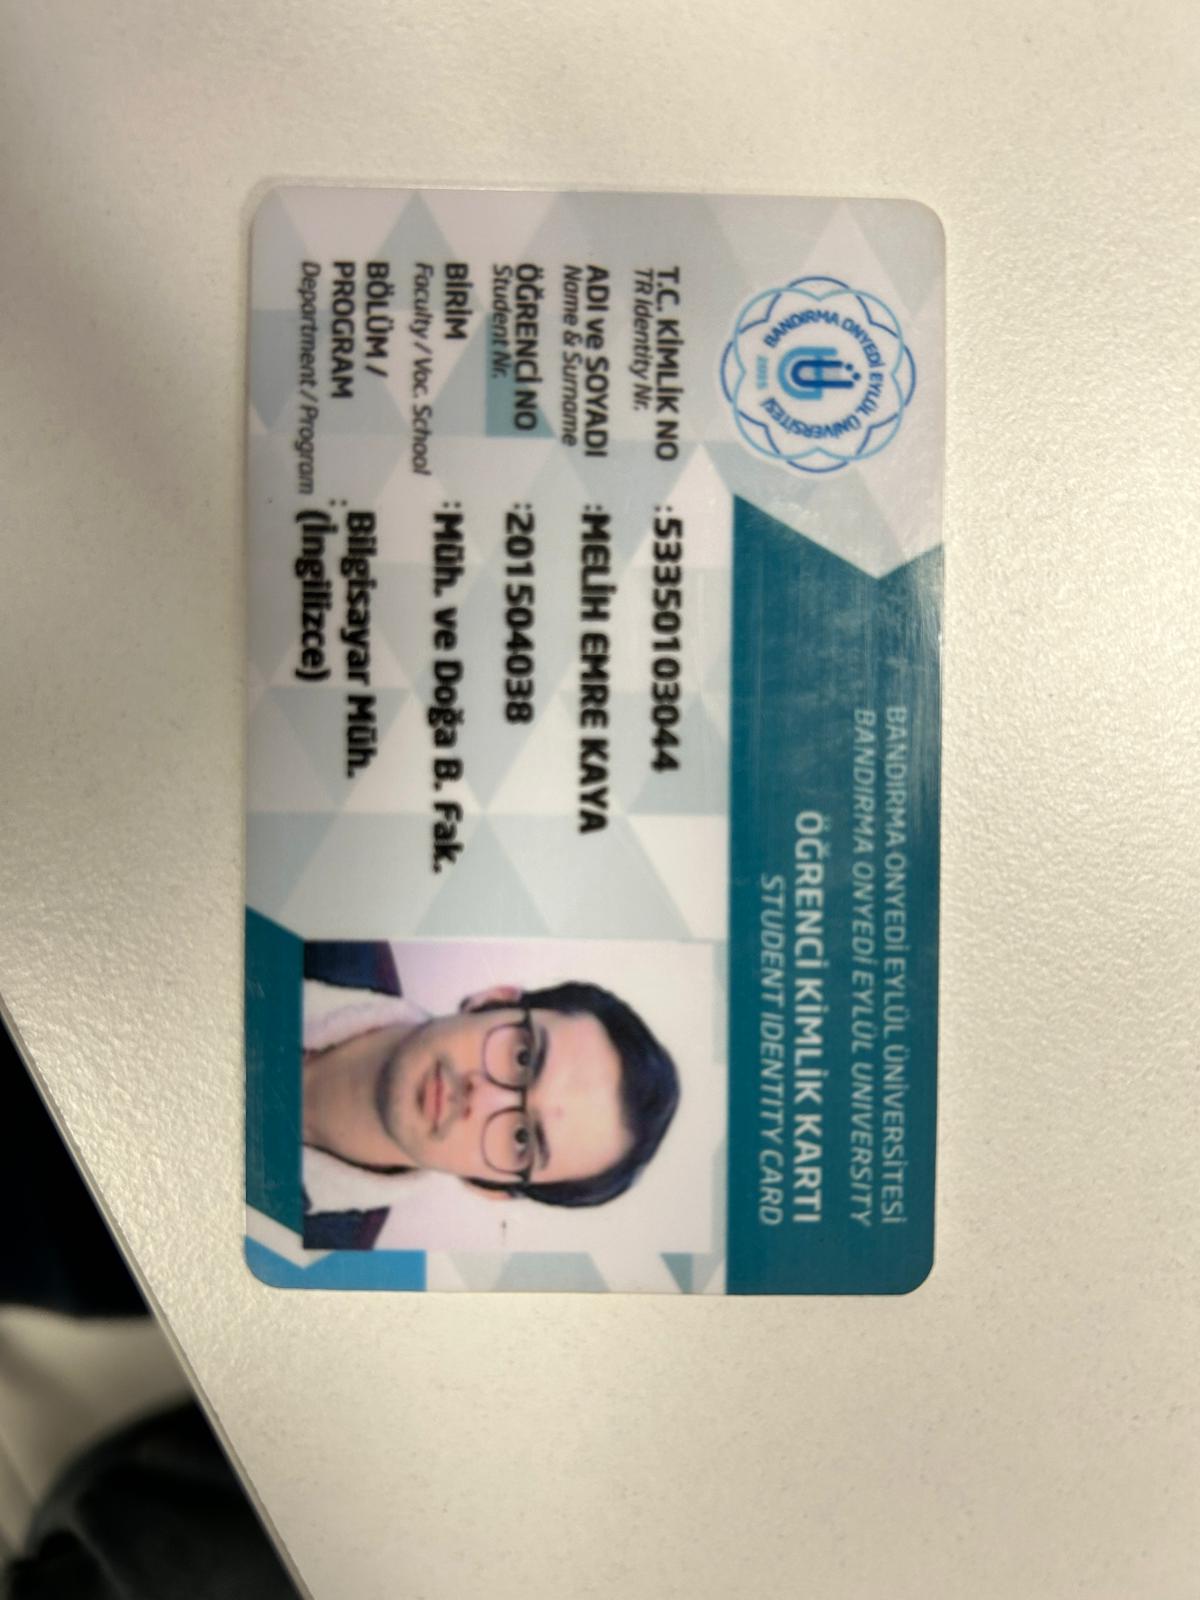 BANDIRMA ONYEDİ EYLÜL ÜNİVERSİTESİ
2015
BANDIRMA ONYEDİ EYLÜL ÜNİVERSİTESİ
BANDIRMA ONYEDİ EYLÜL UNIVERSITY
ÖĞRENCİ KİMLİK KARTI
STUDENT IDENTITY CARD
T.C. KİMLİK NO :53350103044
TR Identity Nr.
ADI ve SOYADI :MELİH EMRE KAYA
Name & Surname
ÖĞRENCİ NO :201504038
Student Nr.
BİRİM :Müh. ve Doğa B. Fak.
Faculty / Voc. School
BÖLÜM / :Bilgisayar Müh.
PROGRAM (İngilizce)
Department / Program